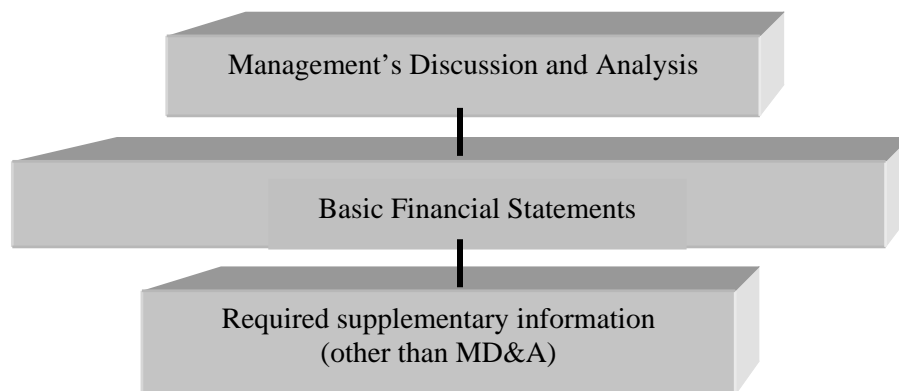 Management’s Discussion and Analysis
Basic Financial Statements
Required supplementary information
(other than MD&A)